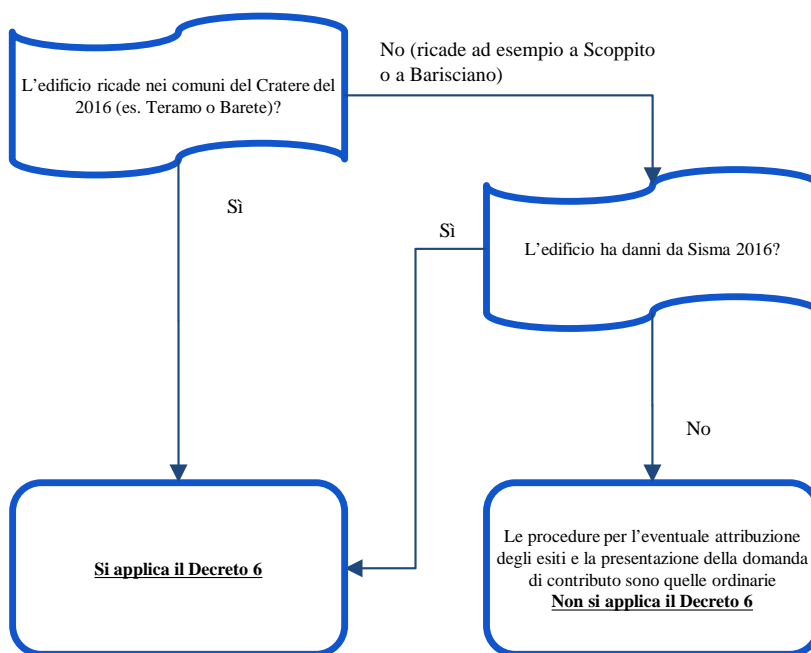 No (ricade ad esempio a Scoppito
o a Barisciano)
L'edificio ricade nei comuni del Cratere del
2016 (es. Teramo o Barete)?
Sì
Sì
L'edificio ha danni da Sisma 2016?
No
Si applica il Decreto 6
Le procedure per l'eventuale attribuzione
degli esiti e la presentazione della domanda
di contributo sono quelle ordinarie
Non si applica il Decreto 6